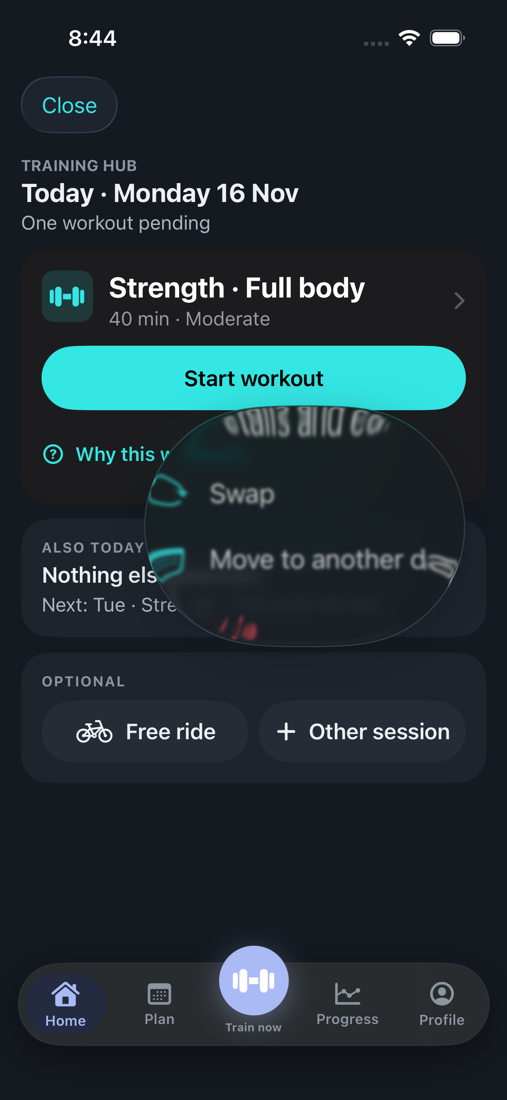 8:44
Close
TRAINING HUB
Today · Monday 16 Nov
One workout pending
Strength · Full body
40 min · Moderate
Start workout
Why this
Swap
Move to another
ALSO TODAY
Nothing
Next: Tue ·
OPTIONAL
Free ride
+ Other session
Home
Plan
Train now
Progress
Profile